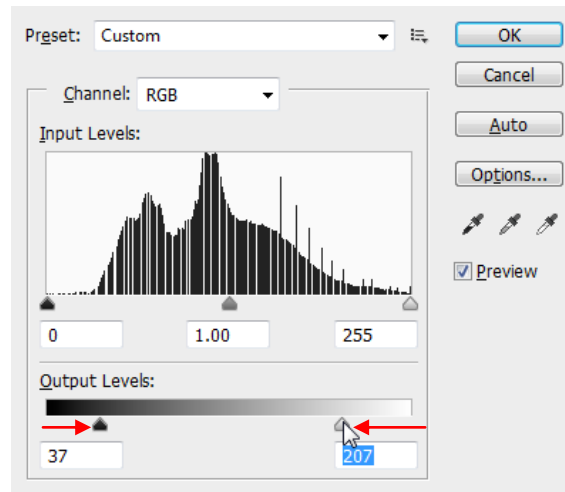 Preset: Custom
OK
Cancel
Channel: RGB
Auto
Input Levels:
Options...
Preview
0 1.00 255
Output Levels:
37 207